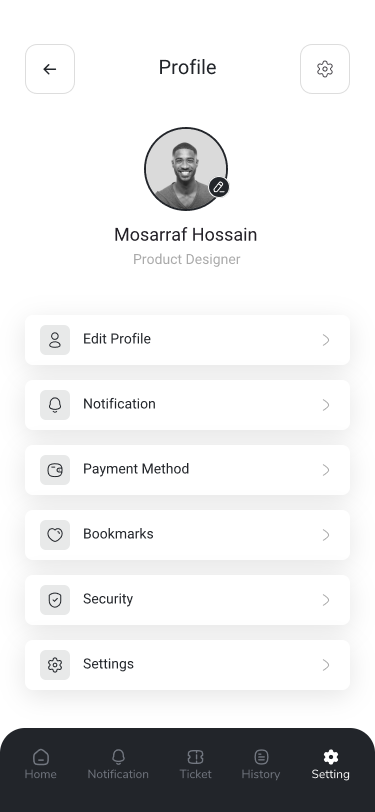 Profile
Mosarraf Hossain
Product Designer
Edit Profile
Notification
Payment Method
Bookmarks
Security
Settings
Home Notification Ticket History Setting